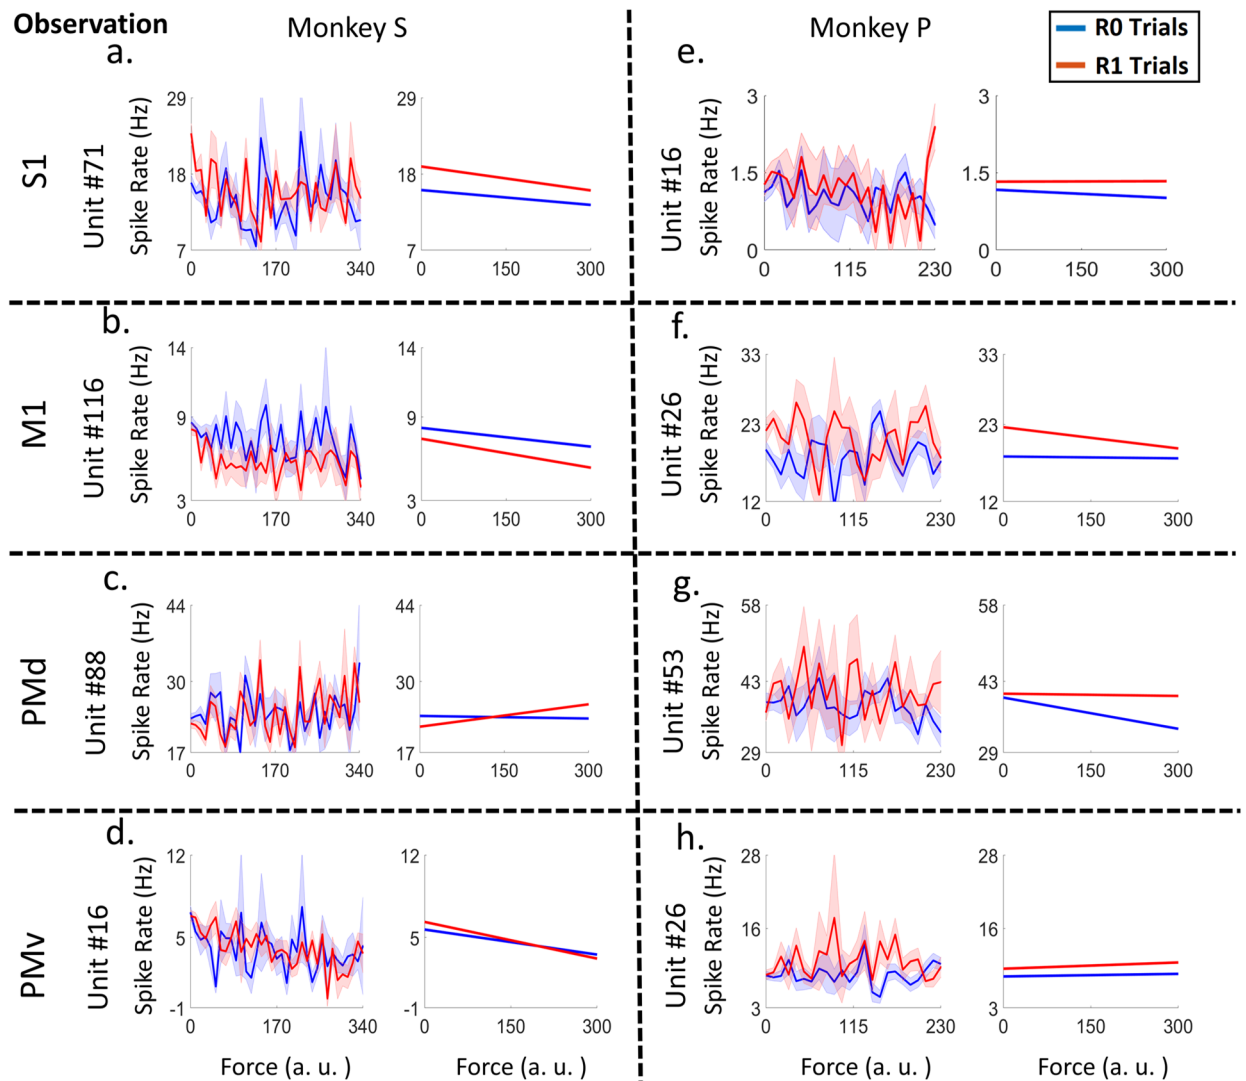 Observation
Monkey S
Monkey P
R0 Trials
R1 Trials
a.
S1
Unit #71
Spike Rate (Hz)
29
18
7
0 170 340
29
18
7
0 150 300
e.
Unit #16
Spike Rate (Hz)
3
1.5
0
0 115 230
3
1.5
0
0 150 300
b.
M1
Unit #116
Spike Rate (Hz)
14
9
3
0 170 340
14
9
3
0 150 300
f.
Unit #26
Spike Rate (Hz)
33
23
12
0 115 230
33
23
12
0 150 300
c.
PMd
Unit #88
Spike Rate (Hz)
44
30
17
0 170 340
44
30
17
0 150 300
g.
Unit #53
Spike Rate (Hz)
58
43
29
0 115 230
58
43
29
0 150 300
d.
PMv
Unit #16
Spike Rate (Hz)
12
5
-1
0 170 340
12
5
-1
0 150 300
Force (a. u. )
h.
Unit #26
Spike Rate (Hz)
28
16
3
0 115 230
28
16
3
0 150 300
Force (a. u. )